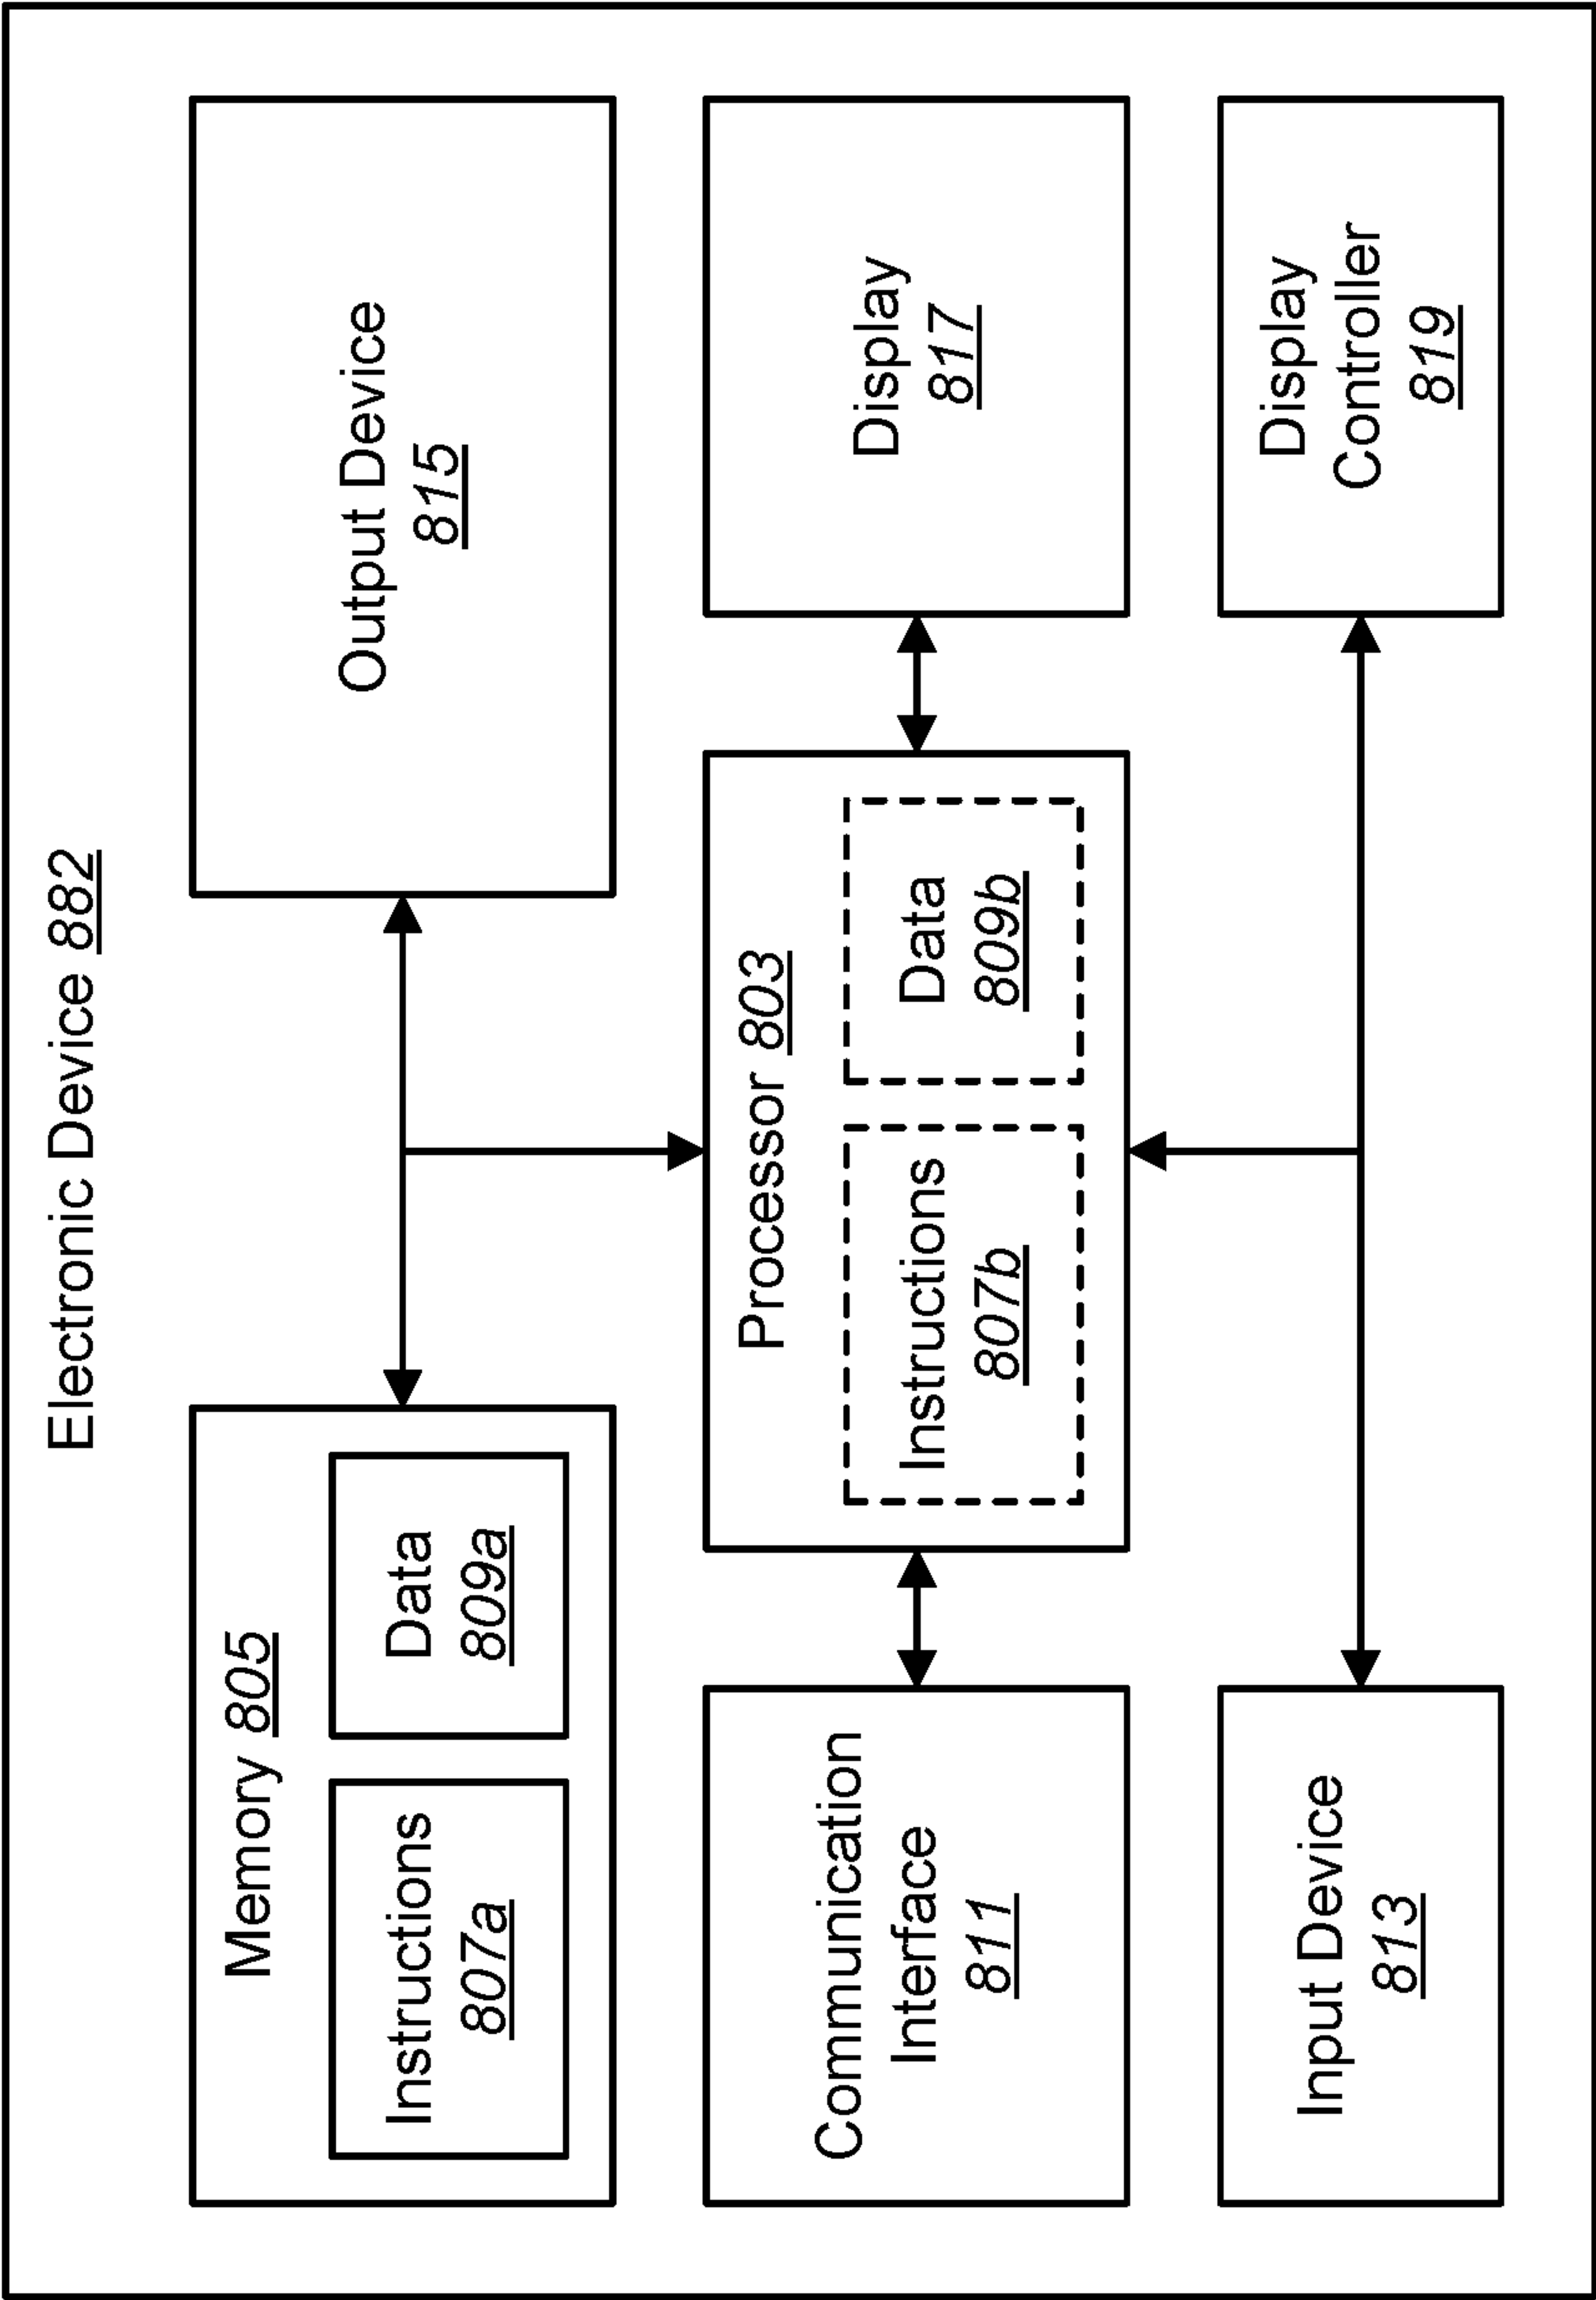 Electronic Device 882
Memory 805
Instructions
807a
Data
809a
Output Device
815
Communication
Interface
811
Processor 803
Instructions
807b
Data
809b
Display
817
Input Device
813
Display
Controller
819